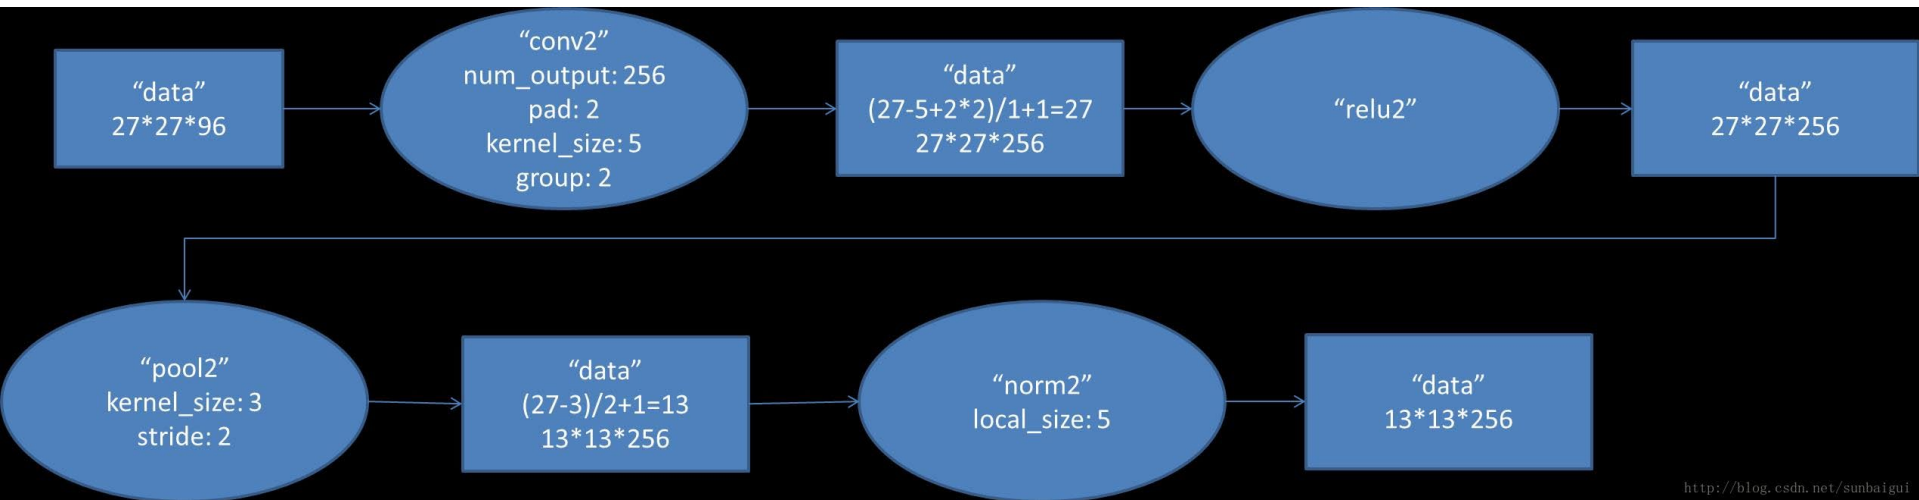 “data”
27*27*96
“conv2”
num_output: 256
pad: 2
kernel_size: 5
group: 2
“data”
(27-5+2*2)/1+1=27
27*27*256
“relu2”
“data”
27*27*256
“pool2”
kernel_size: 3
stride: 2
“data”
(27-3)/2+1=13
13*13*256
“norm2”
local_size: 5
“data”
13*13*256
http://blog.csdn.net/sunbaigui